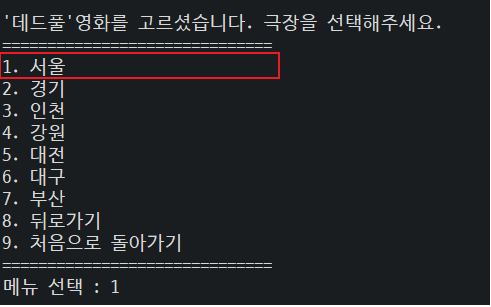 '데드풀'영화를 고르셨습니다. 극장을 선택해주세요.
==============================
1. 서울
2. 경기
3. 인천
4. 강원
5. 대전
6. 대구
7. 부산
8. 뒤로가기
9. 처음으로 돌아가기
==============================
메뉴 선택 : 1